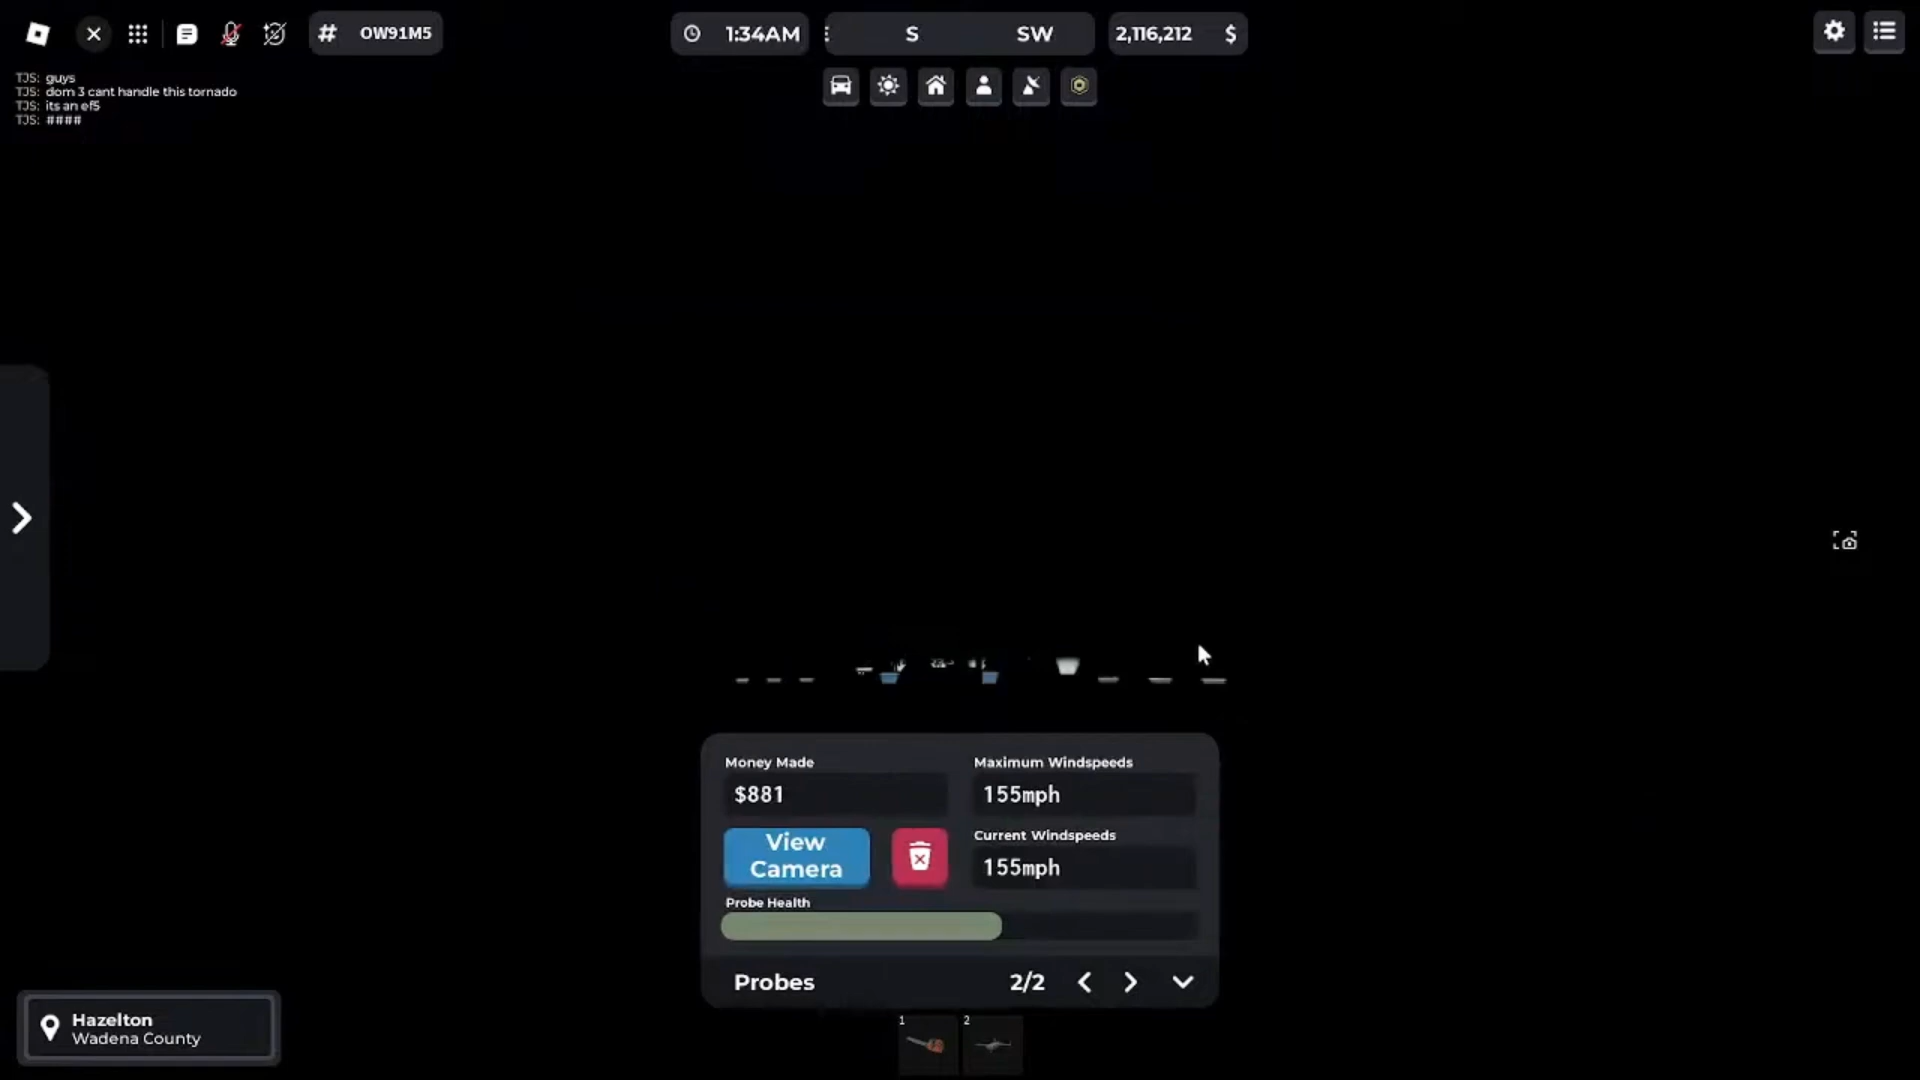 # OW91M5
1:34AM
S SW
2,116,212 $
TJS: guys
TJS: dom 3 cant handle this tornado
TJS: its an ef5
TJS: ####
Money Made
$881
Maximum Windspeeds
155mph
View
Camera
Current Windspeeds
155mph
Probe Health
Probes 2/2
Hazelton
Wadena County
1 2